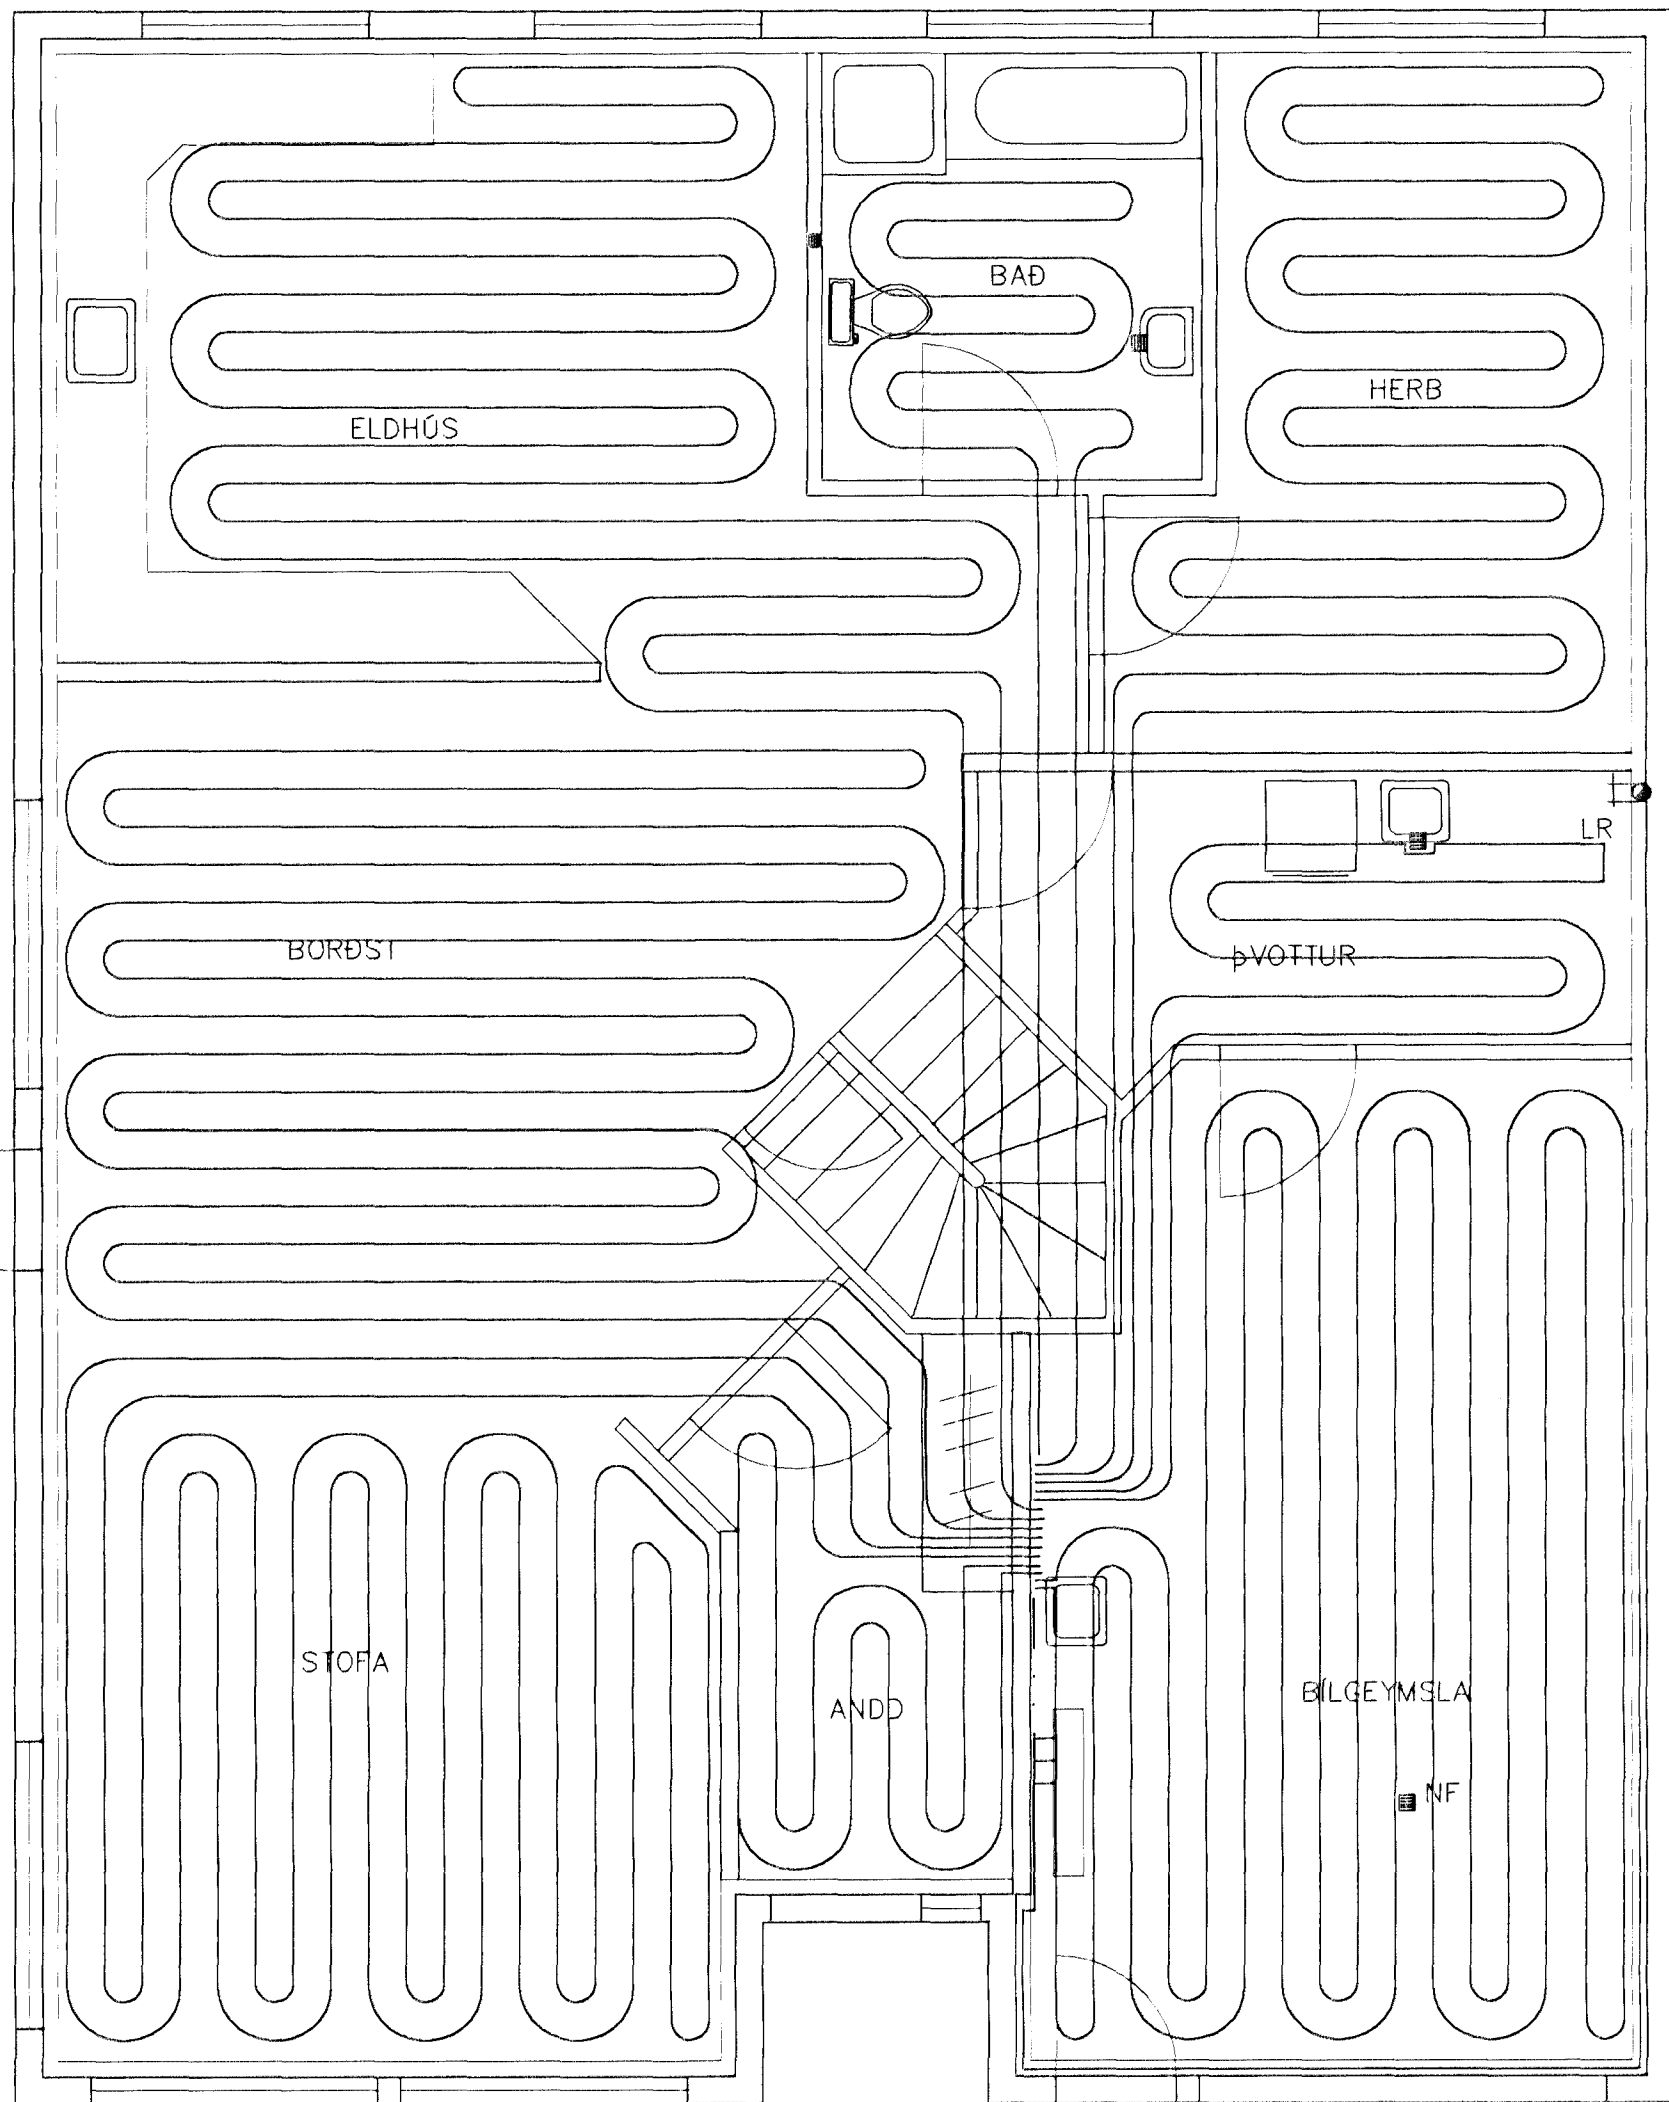 BAÐ
HERB
ELDHÚS
LR
BORÐST
ÞVOTTUR
STOFA
BÍLGEYMSLA
ANDD
NF